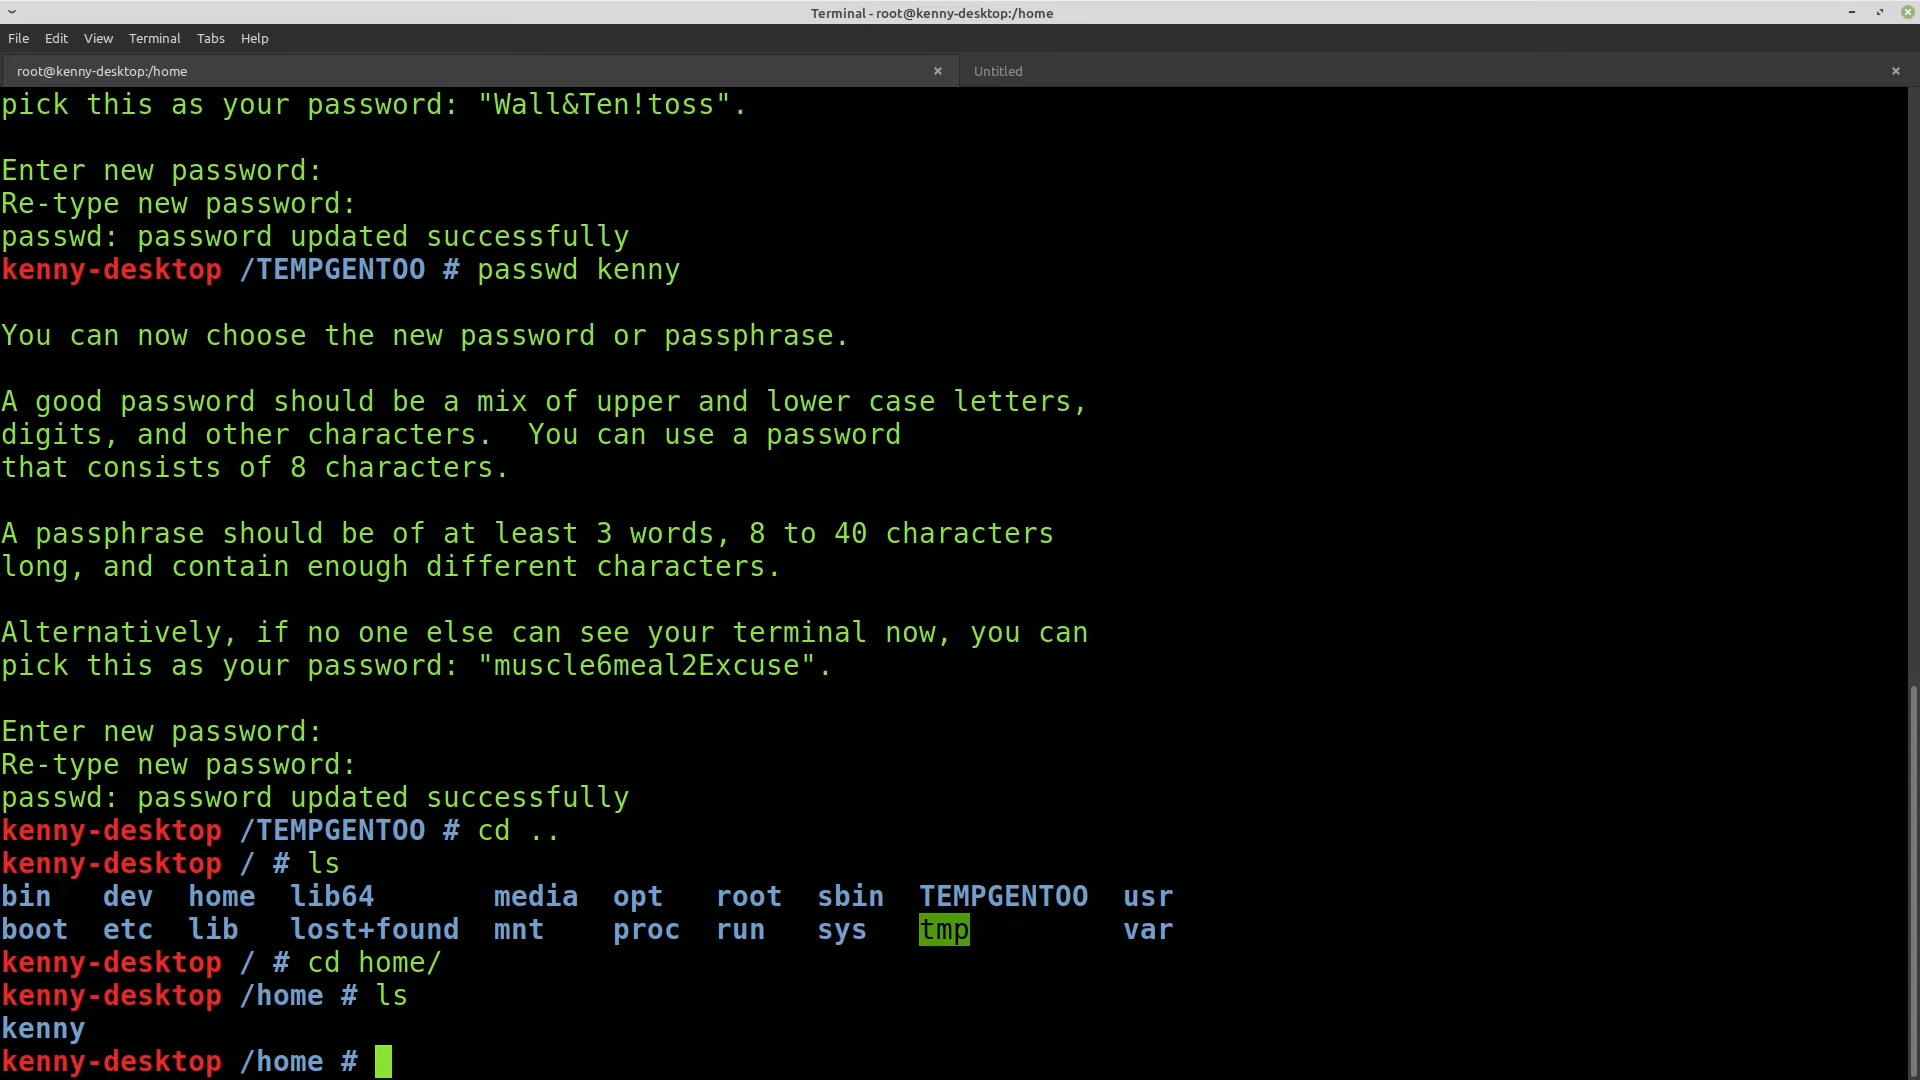 Terminal - root@kenny-desktop:/home
File Edit View Terminal Tabs Help
root@kenny-desktop:/home × Untitled ×
pick this as your password: "Wall&Ten!toss".
Enter new password:
Re-type new password:
passwd: password updated successfully
kenny-desktop /TEMPGENTOO # passwd kenny
You can now choose the new password or passphrase.
A good password should be a mix of upper and lower case letters,
digits, and other characters.  You can use a password
that consists of 8 characters.
A passphrase should be of at least 3 words, 8 to 40 characters
long, and contain enough different characters.
Alternatively, if no one else can see your terminal now, you can
pick this as your password: "muscle6meal2Excuse".
Enter new password:
Re-type new password:
passwd: password updated successfully
kenny-desktop /TEMPGENTOO # cd ..
kenny-desktop / # ls
bin   dev  home  lib64       media  opt   root  sbin  TEMPGENTOO  usr
boot  etc  lib   lost+found  mnt    proc  run   sys   tmp         var
kenny-desktop / # cd home/
kenny-desktop /home # ls
kenny
kenny-desktop /home #